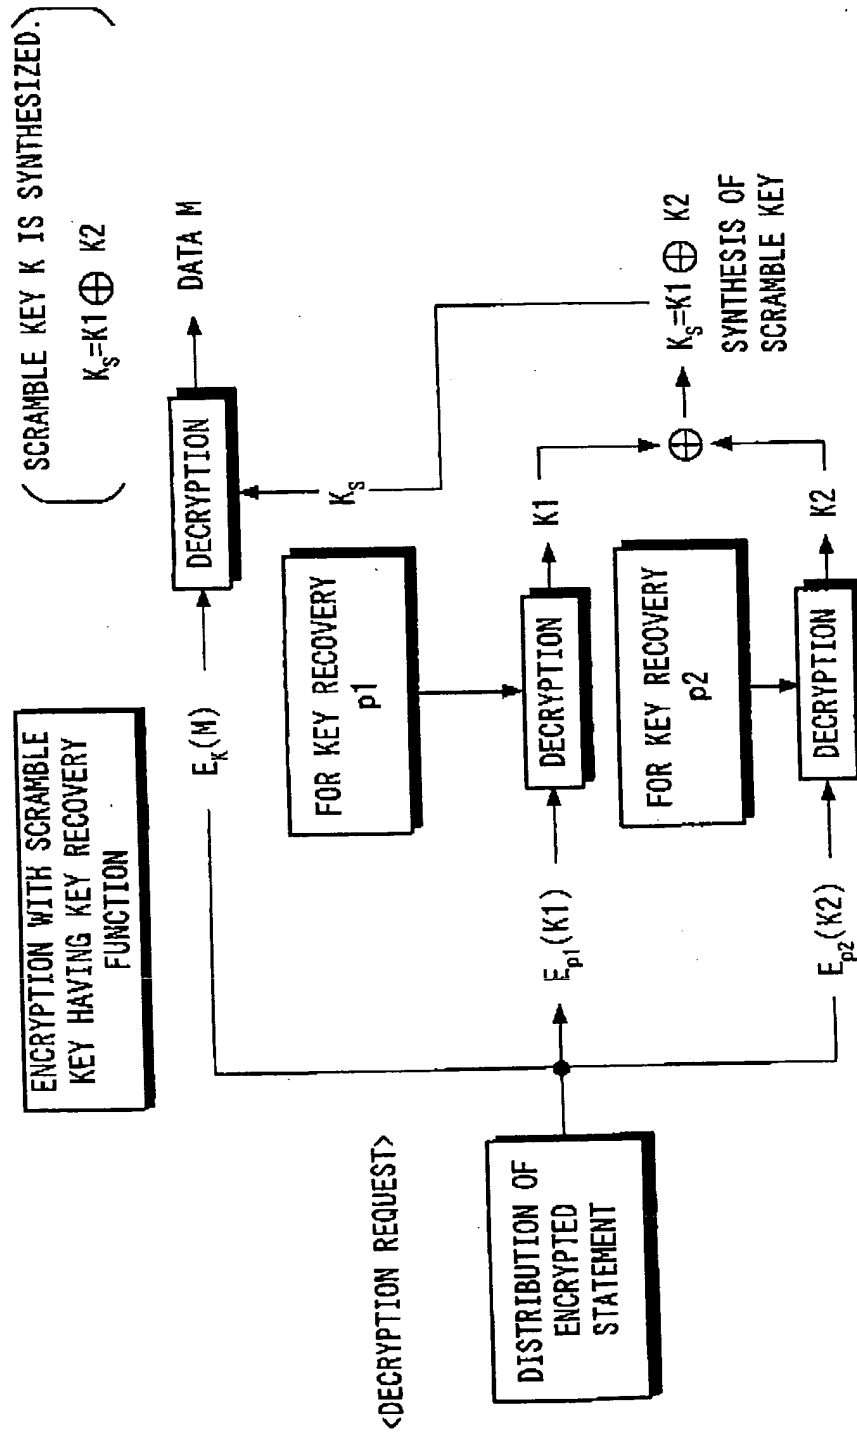 ENCRYPTION WITH SCRAMBLE
KEY HAVING KEY RECOVERY
FUNCTION
(SCRAMBLE KEY K IS SYNTHESIZED.
K_S=K1⊕K2)
<DECRYPTION REQUEST>
DISTRIBUTION OF
ENCRYPTED
STATEMENT
E_K(M)
DECRYPTION
DATA M
K_S
FOR KEY RECOVERY
p1
E_p1(K1)
DECRYPTION
K1
FOR KEY RECOVERY
p2
E_p2(K2)
DECRYPTION
K2
⊕
K_S=K1⊕K2
SYNTHESIS OF
SCRAMBLE KEY